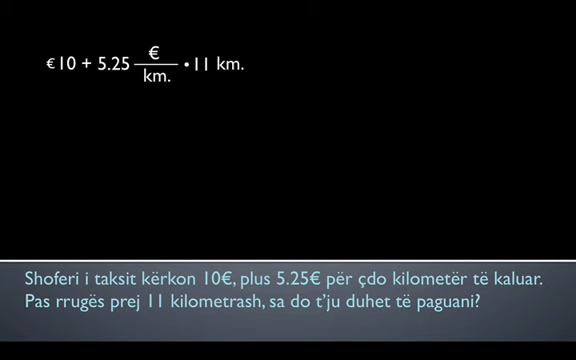 €10 + 5.25 €/km. • 11 km.
Shoferi i taksit kërkon 10€, plus 5.25€ për çdo kilometër të kaluar.
Pas rrugës prej 11 kilometrash, sa do t’ju duhet të paguani?